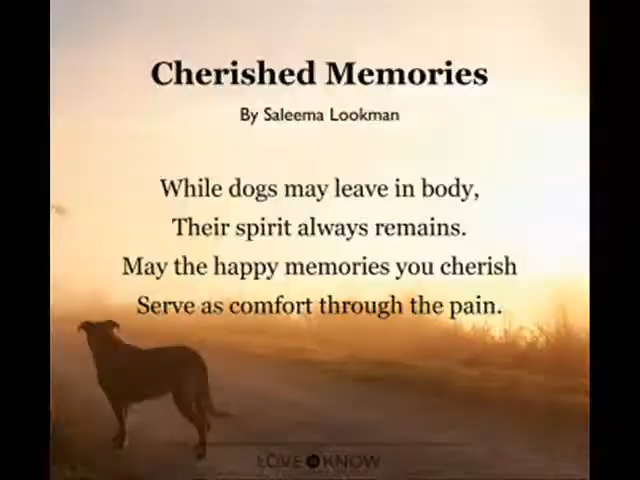 Cherished Memories
By Saleema Lookman
While dogs may leave in body,
Their spirit always remains.
May the happy memories you cherish
Serve as comfort through the pain.
LOVE to KNOW